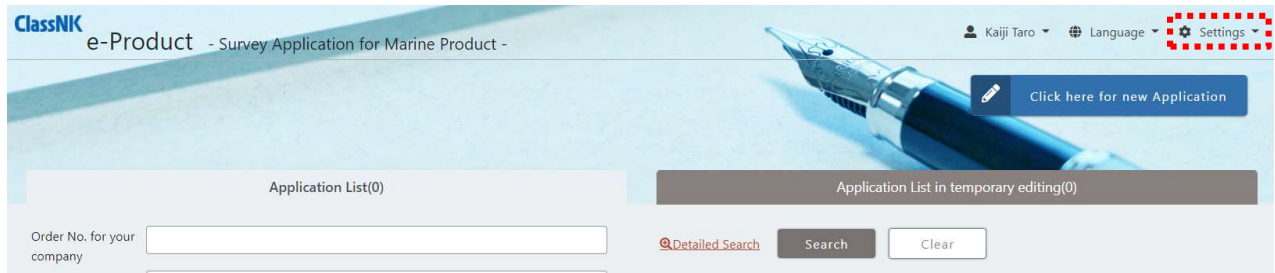 ClassNK
e-Product - Survey Application for Marine Product -
Kaiji Taro
Language
Settings
Click here for new Application
Application List(0)
Application List in temporary editing(0)
Order No. for your
company
Detailed Search
Search
Clear